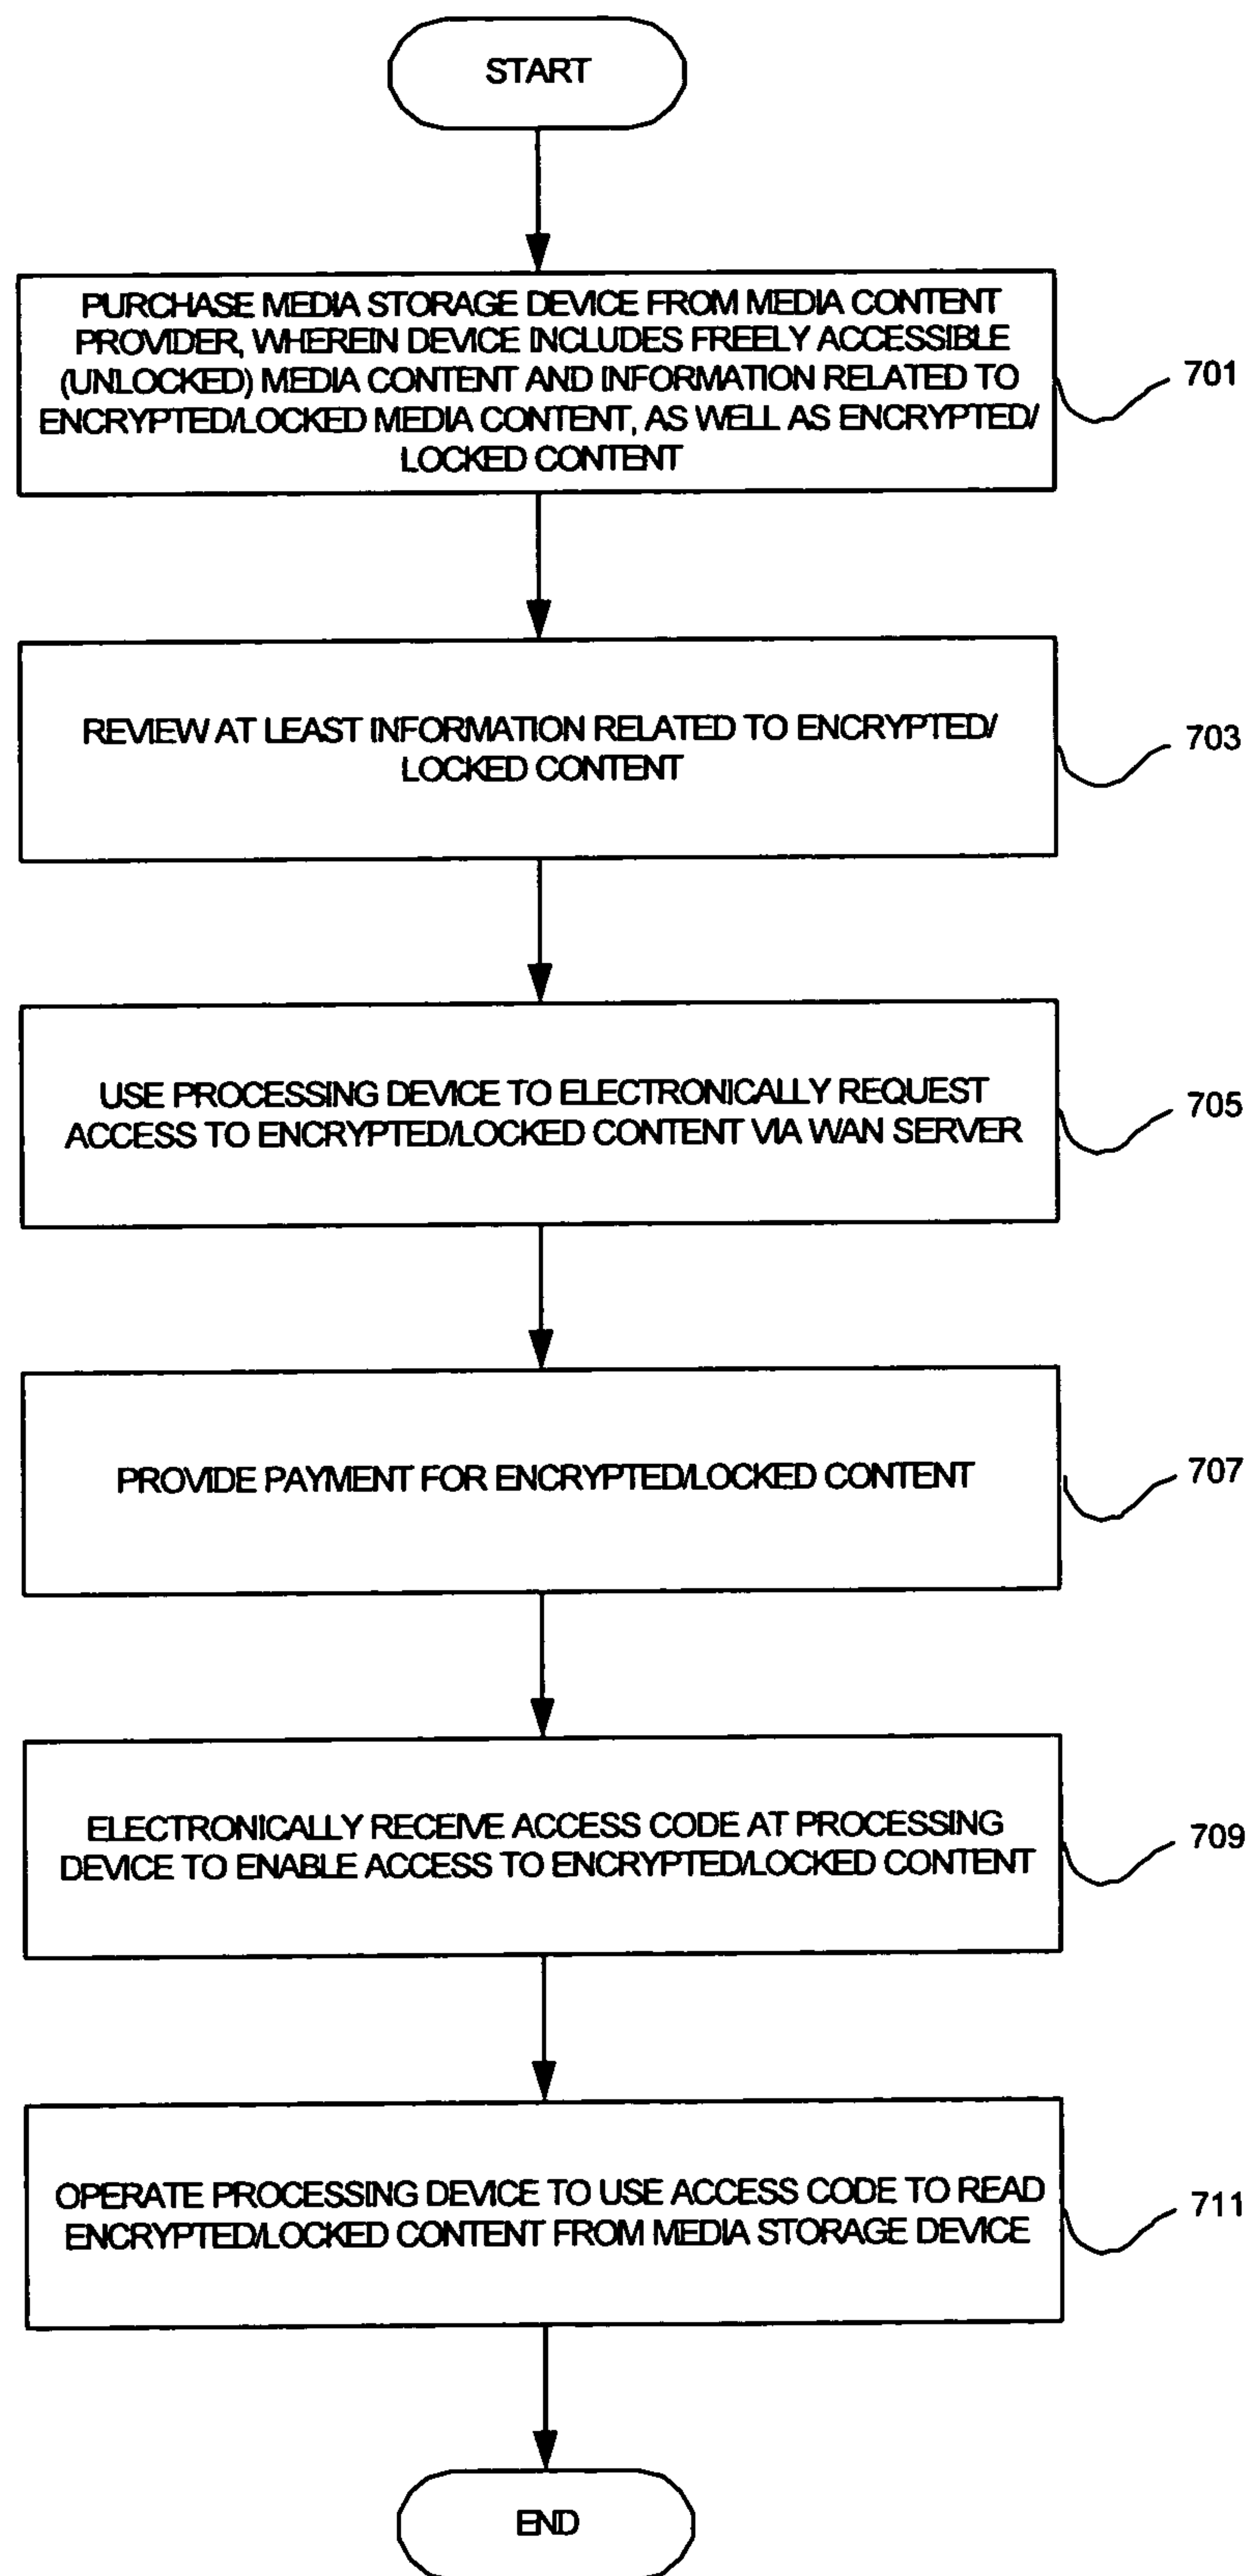 START
PURCHASE MEDIA STORAGE DEVICE FROM MEDIA CONTENT
PROVIDER, WHEREIN DEVICE INCLUDES FREELY ACCESSIBLE
(UNLOCKED) MEDIA CONTENT AND INFORMATION RELATED TO
ENCRYPTED/LOCKED MEDIA CONTENT, AS WELL AS ENCRYPTED/
LOCKED CONTENT
701
REVIEW AT LEAST INFORMATION RELATED TO ENCRYPTED/
LOCKED CONTENT
703
USE PROCESSING DEVICE TO ELECTRONICALLY REQUEST
ACCESS TO ENCRYPTED/LOCKED CONTENT VIA WAN SERVER
705
PROVIDE PAYMENT FOR ENCRYPTED/LOCKED CONTENT
707
ELECTRONICALLY RECEIVE ACCESS CODE AT PROCESSING
DEVICE TO ENABLE ACCESS TO ENCRYPTED/LOCKED CONTENT
709
OPERATE PROCESSING DEVICE TO USE ACCESS CODE TO READ
ENCRYPTED/LOCKED CONTENT FROM MEDIA STORAGE DEVICE
711
END